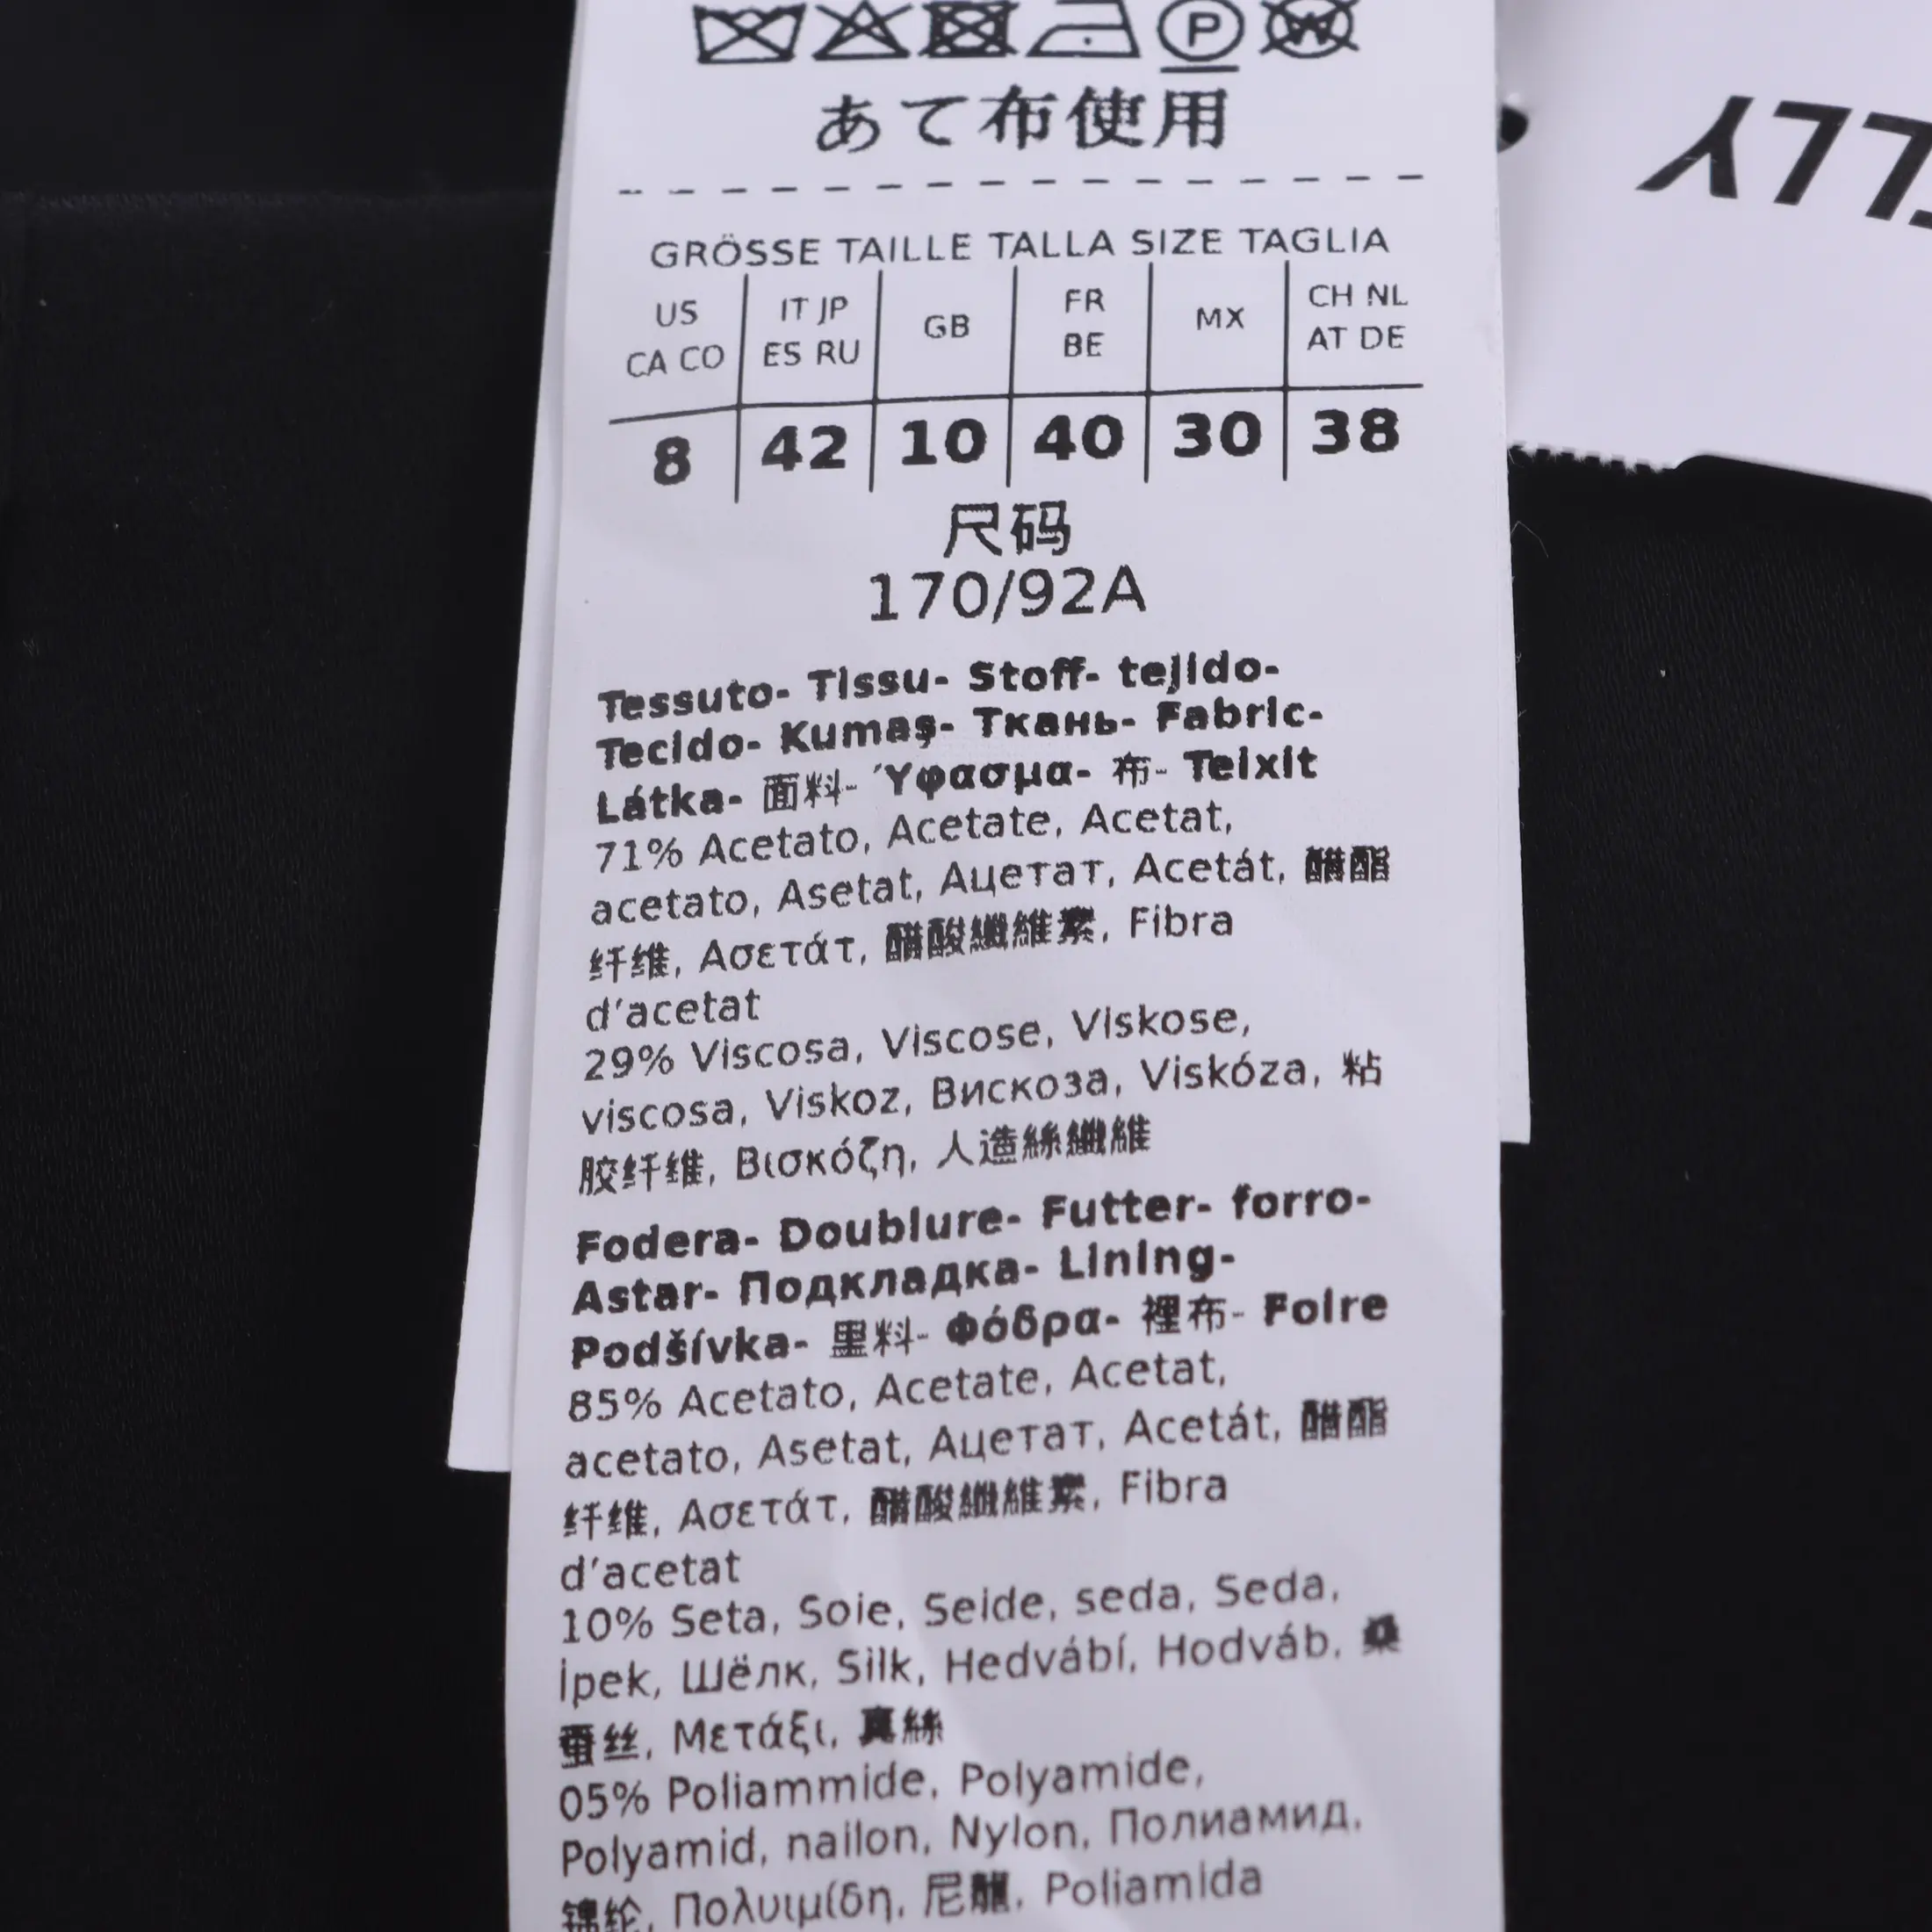 P
W
あて布使用
LLY
GRÖSSE TAILLE TALLA SIZE TAGLIA
US CA CO
IT JP ES RU
GB
FR BE
MX
CH NL AT DE
8 42 10 40 30 38
尺码
170/92A
Tessuto- Tissu- Stoff- tejido-
Tecido- Kumaş- Ткань- Fabric-
Látka- 面料- Ύφασμα- 布- Teixit
71% Acetato, Acetate, Acetat,
acetato, Asetat, Ацетат, Acetát, 醋酯
纤维, Ασετάτ, 醋酸纖維素, Fibra
d'acetat
29% Viscosa, Viscose, Viskose,
viscosa, Viskoz, Вискоза, Viskóza, 粘
胶纤维, Βισκόζη, 人造絲纖維
Fodera- Doublure- Futter- forro-
Astar- Подкладка- Lining-
Podšívka- 里料- Φόδρα- 裡布- Folre
85% Acetato, Acetate, Acetat,
acetato, Asetat, Ацетат, Acetát, 醋酯
纤维, Ασετάτ, 醋酸纖維素, Fibra
d'acetat
10% Seta, Soie, Seide, seda, Seda,
İpek, Шёлк, Silk, Hedvábí, Hodváb, 桑
蚕丝, Μετάξι, 真絲
05% Poliammide, Polyamide,
Polyamid, nailon, Nylon, Полиамид,
锦纶, Πολυιμίδη, 尼龍, Poliamida